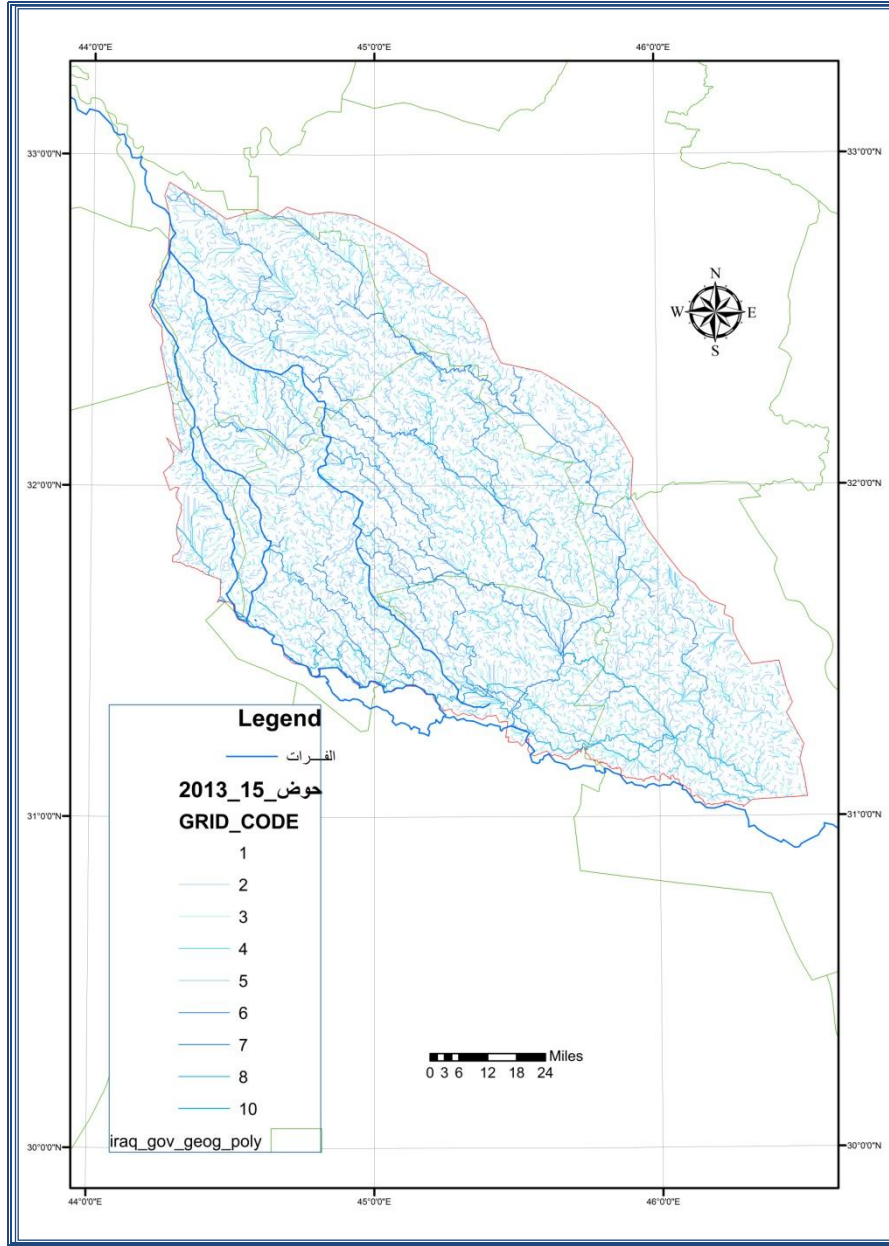 44°0'0"E 45°0'0"E 46°0'0"E
33°0'0"N 33°0'0"N
N
W E
S
32°0'0"N 32°0'0"N
Legend
الفـــرات
حوض_15_2013
GRID_CODE
1
2
3
4
5
6
7
8
10
iraq_gov_geog_poly
31°0'0"N 31°0'0"N
Miles
0 3 6 12 18 24
30°0'0"N 30°0'0"N
44°0'0"E 45°0'0"E 46°0'0"E